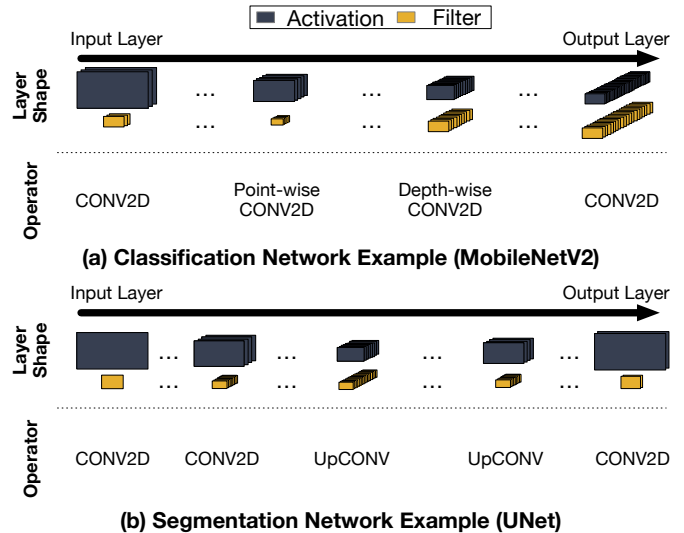 Activation Filter
Input Layer Output Layer
Layer Shape
... ... ...
... ... ...
Operator
CONV2D Point-wise CONV2D Depth-wise CONV2D CONV2D
(a) Classification Network Example (MobileNetV2)
Input Layer Output Layer
Layer Shape
... ... ... ...
... ... ... ...
Operator
CONV2D CONV2D UpCONV UpCONV CONV2D
(b) Segmentation Network Example (UNet)